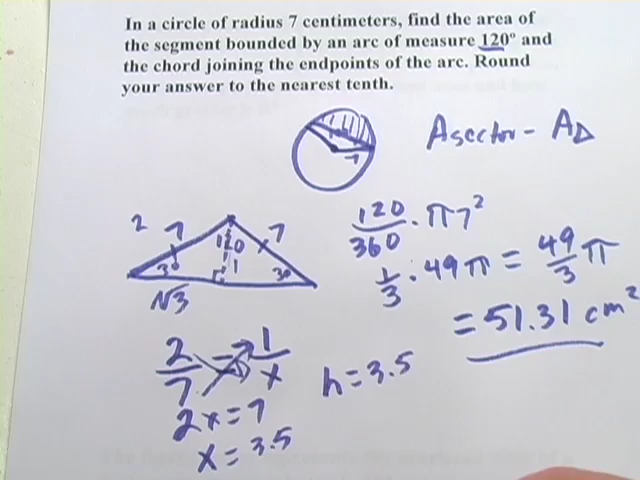 In a circle of radius 7 centimeters, find the area of
the segment bounded by an arc of measure 120° and
the chord joining the endpoints of the arc. Round
your answer to the nearest tenth.
Asector - A△
7
2
7
120
7
30
1
30
√3
120/360 · π7²
1/3 · 49π = 49/3 π
= 51.31 cm²
2/7 = 1/x
2x = 7
x = 3.5
h = 3.5